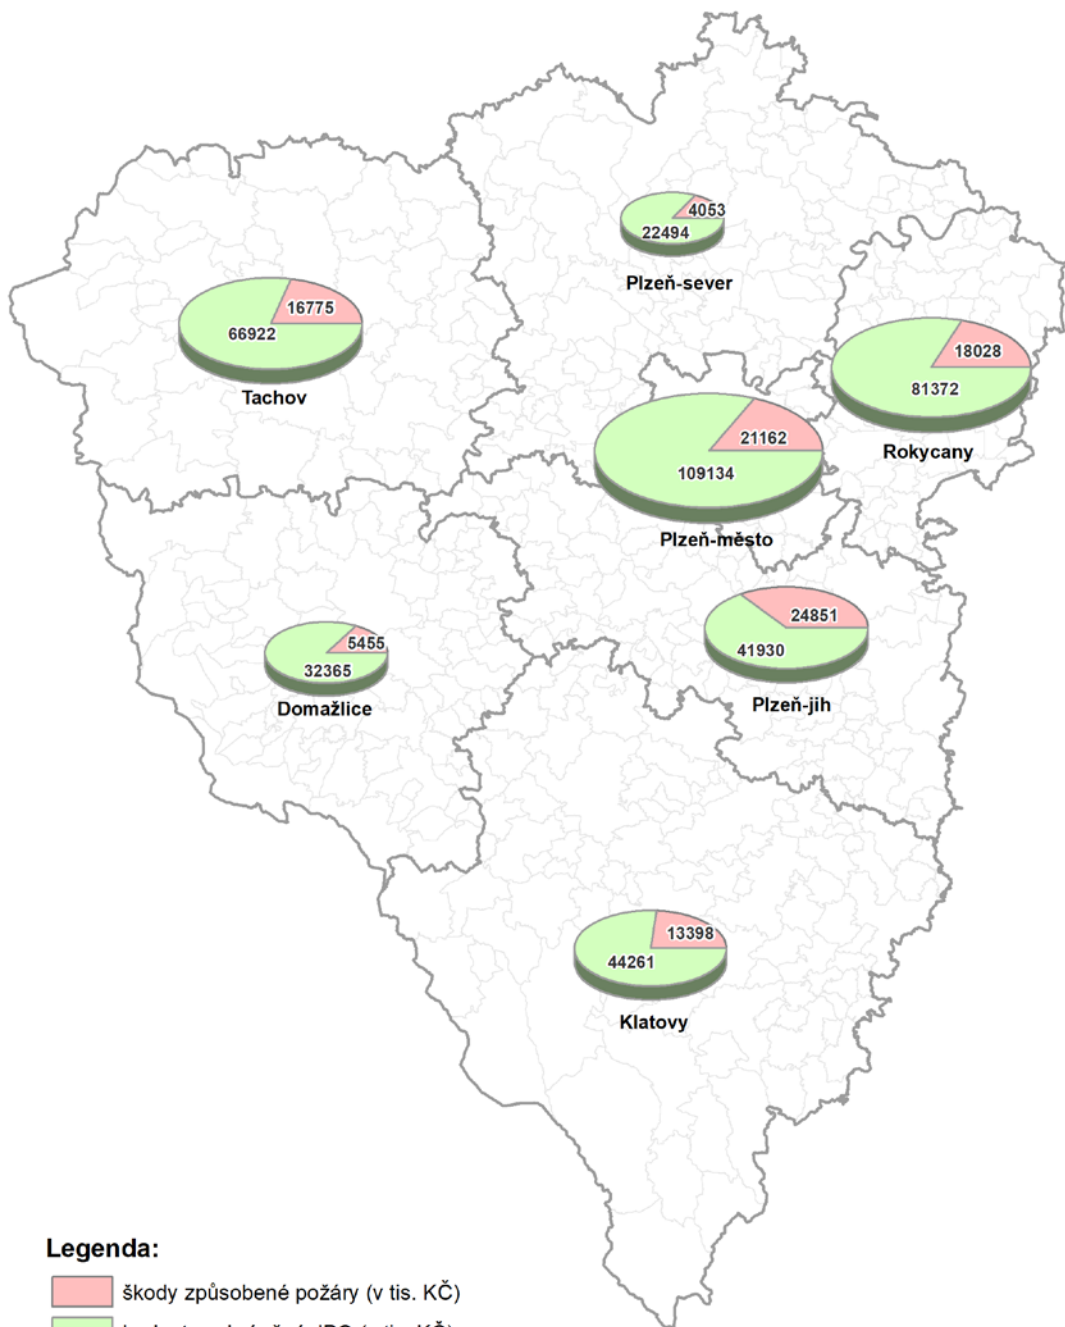 4053
22494
Plzeň-sever
16775
66922
Tachov
18028
81372
Rokycany
21162
109134
Plzeň-město
24851
41930
Plzeň-jih
5455
32365
Domažlice
13398
44261
Klatovy
Legenda:
škody způsobené požáry (v tis. KČ)